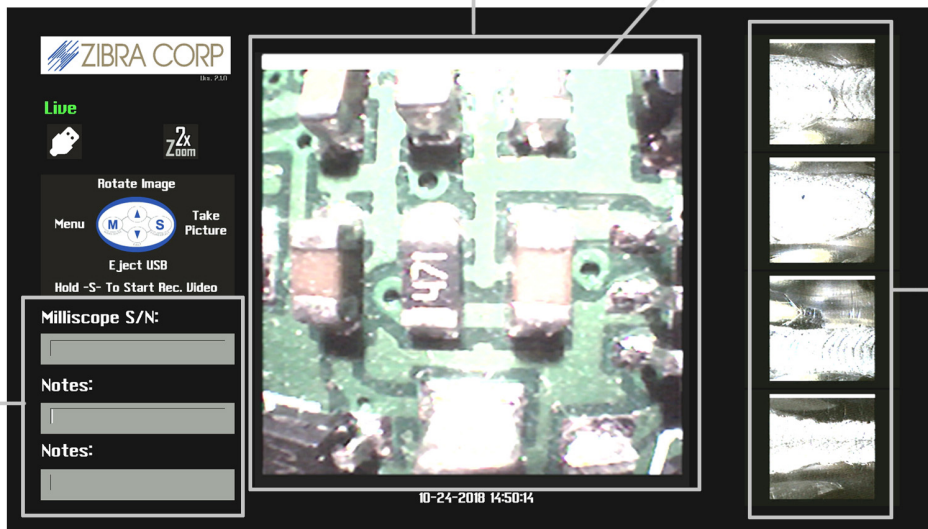 ZIBRA CORP
Live
2x
Zoom
Rotate Image
Menu
M
S
Take
Picture
Eject USB
Hold -S- To Start Rec. Video
Milliscope S/N:
Notes:
Notes:
471
10-24-2018 14:50:14